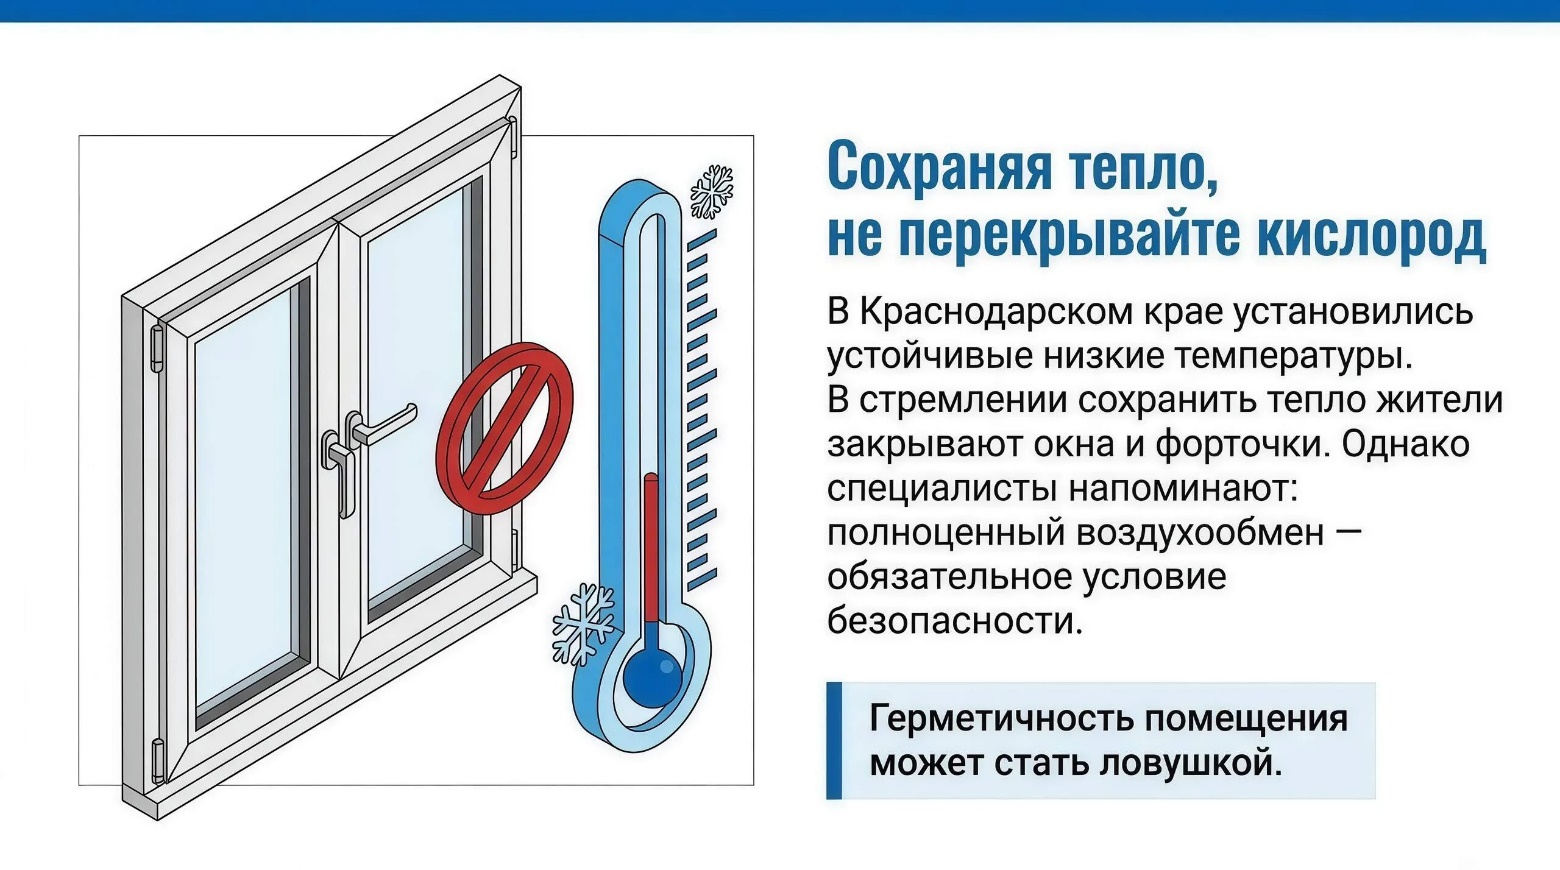 Сохраняя тепло,
не перекрывайте кислород
В Краснодарском крае установились
устойчивые низкие температуры.
В стремлении сохранить тепло жители
закрывают окна и форточки. Однако
специалисты напоминают:
полноценный воздухообмен —
обязательное условие
безопасности.
Герметичность помещения
может стать ловушкой.